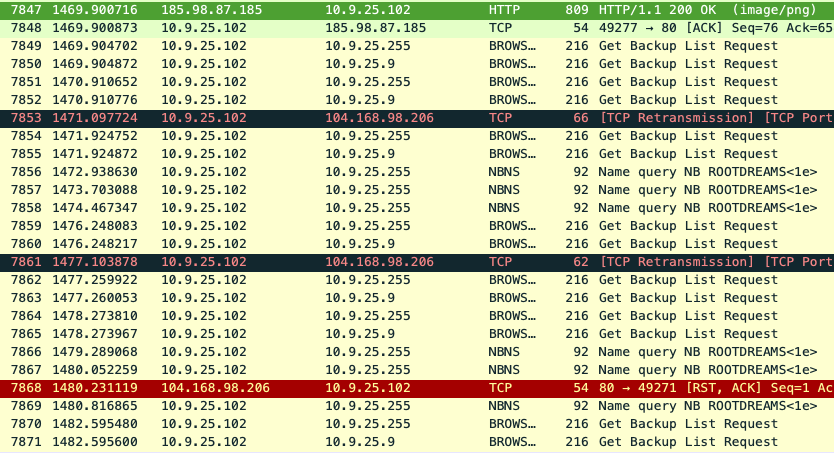 7847 1469.900716 185.98.87.185 10.9.25.102 HTTP 809 HTTP/1.1 200 OK (image/png)
7848 1469.900873 10.9.25.102 185.98.87.185 TCP 54 49277 → 80 [ACK] Seq=76 Ack=65
7849 1469.904702 10.9.25.102 10.9.25.255 BROWS… 216 Get Backup List Request
7850 1469.904872 10.9.25.102 10.9.25.9 BROWS… 216 Get Backup List Request
7851 1470.910652 10.9.25.102 10.9.25.255 BROWS… 216 Get Backup List Request
7852 1470.910776 10.9.25.102 10.9.25.9 BROWS… 216 Get Backup List Request
7853 1471.097724 10.9.25.102 104.168.98.206 TCP 66 [TCP Retransmission] [TCP Port
7854 1471.924752 10.9.25.102 10.9.25.255 BROWS… 216 Get Backup List Request
7855 1471.924872 10.9.25.102 10.9.25.9 BROWS… 216 Get Backup List Request
7856 1472.938630 10.9.25.102 10.9.25.255 NBNS 92 Name query NB ROOTDREAMS<1e>
7857 1473.703088 10.9.25.102 10.9.25.255 NBNS 92 Name query NB ROOTDREAMS<1e>
7858 1474.467347 10.9.25.102 10.9.25.255 NBNS 92 Name query NB ROOTDREAMS<1e>
7859 1476.248083 10.9.25.102 10.9.25.255 BROWS… 216 Get Backup List Request
7860 1476.248217 10.9.25.102 10.9.25.9 BROWS… 216 Get Backup List Request
7861 1477.103878 10.9.25.102 104.168.98.206 TCP 62 [TCP Retransmission] [TCP Port
7862 1477.259922 10.9.25.102 10.9.25.255 BROWS… 216 Get Backup List Request
7863 1477.260053 10.9.25.102 10.9.25.9 BROWS… 216 Get Backup List Request
7864 1478.273810 10.9.25.102 10.9.25.255 BROWS… 216 Get Backup List Request
7865 1478.273967 10.9.25.102 10.9.25.9 BROWS… 216 Get Backup List Request
7866 1479.289068 10.9.25.102 10.9.25.255 NBNS 92 Name query NB ROOTDREAMS<1e>
7867 1480.052259 10.9.25.102 10.9.25.255 NBNS 92 Name query NB ROOTDREAMS<1e>
7868 1480.231119 104.168.98.206 10.9.25.102 TCP 54 80 → 49271 [RST, ACK] Seq=1 Ac
7869 1480.816865 10.9.25.102 10.9.25.255 NBNS 92 Name query NB ROOTDREAMS<1e>
7870 1482.595480 10.9.25.102 10.9.25.255 BROWS… 216 Get Backup List Request
7871 1482.595600 10.9.25.102 10.9.25.9 BROWS… 216 Get Backup List Request